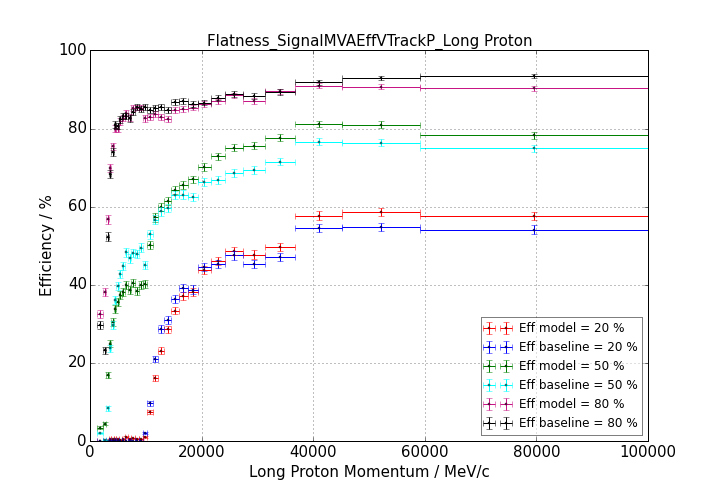 Flatness_SignalMVAEffVTrackP_Long Proton
100
80
60
40
20
0
Efficiency / %
0 20000 40000 60000 80000 100000
Long Proton Momentum / MeV/c
Eff model = 20 %
Eff baseline = 20 %
Eff model = 50 %
Eff baseline = 50 %
Eff model = 80 %
Eff baseline = 80 %